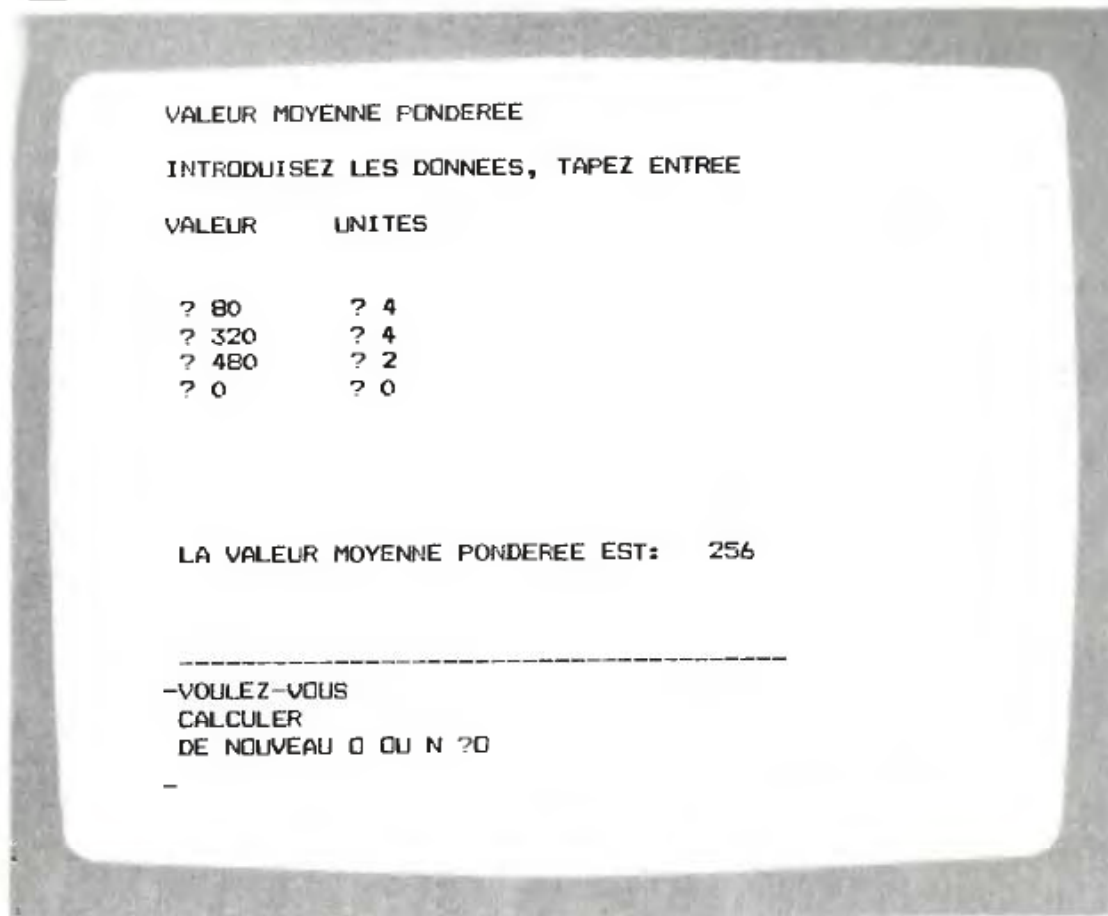 VALEUR MOYENNE PONDEREE
INTRODUISEZ LES DONNEES, TAPEZ ENTREE
VALEUR UNITES
? 80 ? 4
? 320 ? 4
? 480 ? 2
? 0 ? 0
LA VALEUR MOYENNE PONDEREE EST: 256
----------------------------------------
-VOULEZ-VOUS
CALCULER
DE NOUVEAU O OU N ?O
_